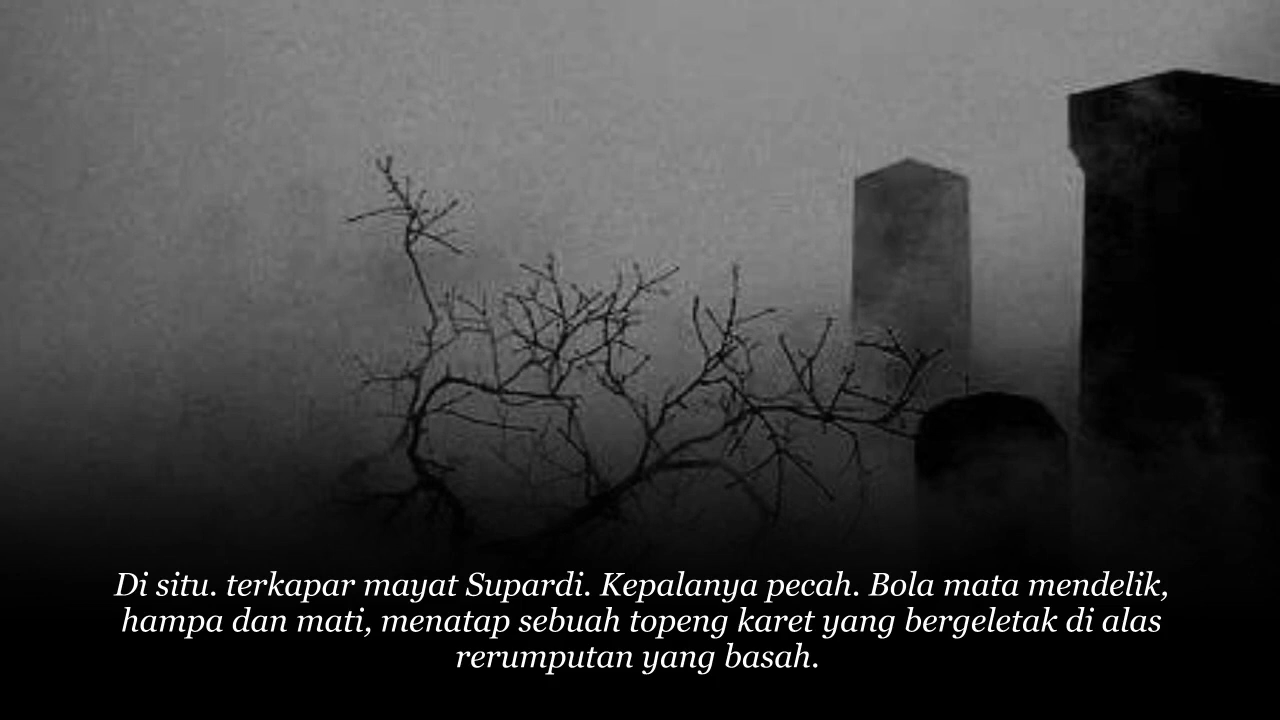 Di situ. terkapar mayat Supardi. Kepalanya pecah. Bola mata mendelik,
hampa dan mati, menatap sebuah topeng karet yang bergeletak di alas
rerumputan yang basah.